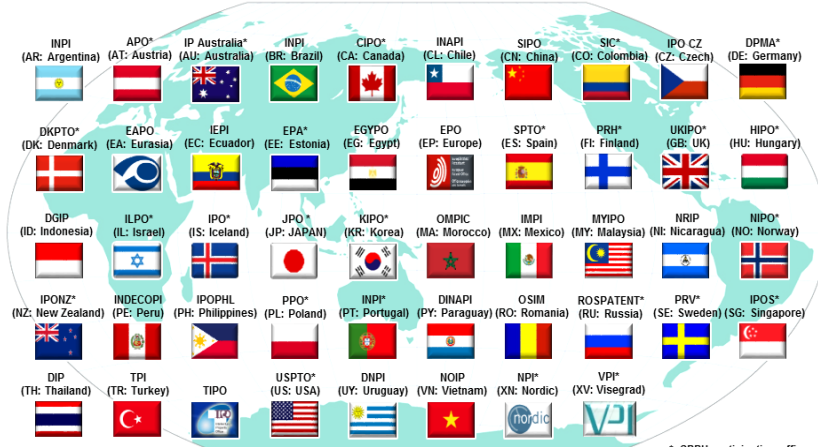 INPI APO* IP Australia* INPI CIPO* INAPI SIPO SIC* IPO CZ DPMA*
(AR: Argentina) (AT: Austria) (AU: Australia) (BR: Brazil) (CA: Canada) (CL: Chile) (CN: China) (CO: Colombia) (CZ: Czech) (DE: Germany)
DKPTO* EAPO IEPI EPA* EGYPO EPO SPTO* PRH* UKIPO* HIPO*
(DK: Denmark) (EA: Eurasia) (EC: Ecuador) (EE: Estonia) (EG: Egypt) (EP: Europe) (ES: Spain) (FI: Finland) (GB: UK) (HU: Hungary)
DGIP ILPO* IPO* JPO* KIPO* OMPIC IMPI MYIPO NRIP NIPO*
(ID: Indonesia) (IL: Israel) (IS: Iceland) (JP: JAPAN) (KR: Korea) (MA: Morocco) (MX: Mexico) (MY: Malaysia) (NI: Nicaragua) (NO: Norway)
IPONZ* INDECOPI IPOPHL PPO* INPI* DINAPI OSIM ROSPATENT* PRV* IPOS*
(NZ: New Zealand) (PE: Peru) (PH: Philippines) (PL: Poland) (PT: Portugal) (PY: Paraguay) (RO: Romania) (RU: Russia) (SE: Sweden) (SG: Singapore)
DIP TPI TIPO USPTO* DNPI NOIP NPI* VPI*
(TH: Thailand) (TR: Turkey) (US: USA) (UY: Uruguay) (VN: Vietnam) (XN: Nordic) (XV: Visegrad)
nordic VPI